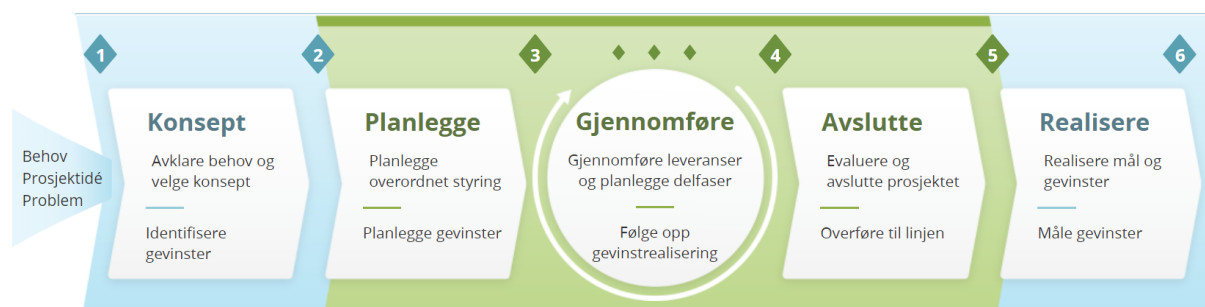 1
2
3
4
5
6
Behov
Prosjektidé
Problem
Konsept
Avklare behov og
velge konsept
Identifisere
gevinster
Planlegge
Planlegge
overordnet styring
Planlegge gevinster
Gjennomføre
Gjennomføre leveranser
og planlegge delfaser
Følge opp
gevinstrealisering
Avslutte
Evaluere og
avslutte prosjektet
Overføre til linjen
Realisere
Realisere mål og
gevinster
Måle gevinster